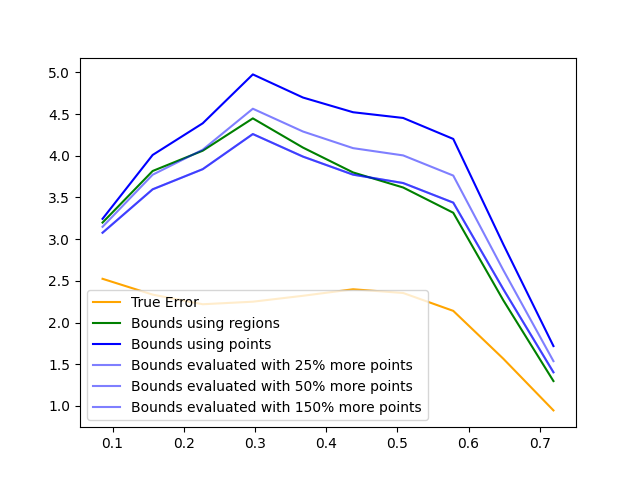 5.0
4.5
4.0
3.5
3.0
2.5
2.0
1.5
1.0
True Error
Bounds using regions
Bounds using points
Bounds evaluated with 25% more points
Bounds evaluated with 50% more points
Bounds evaluated with 150% more points
0.1 0.2 0.3 0.4 0.5 0.6 0.7